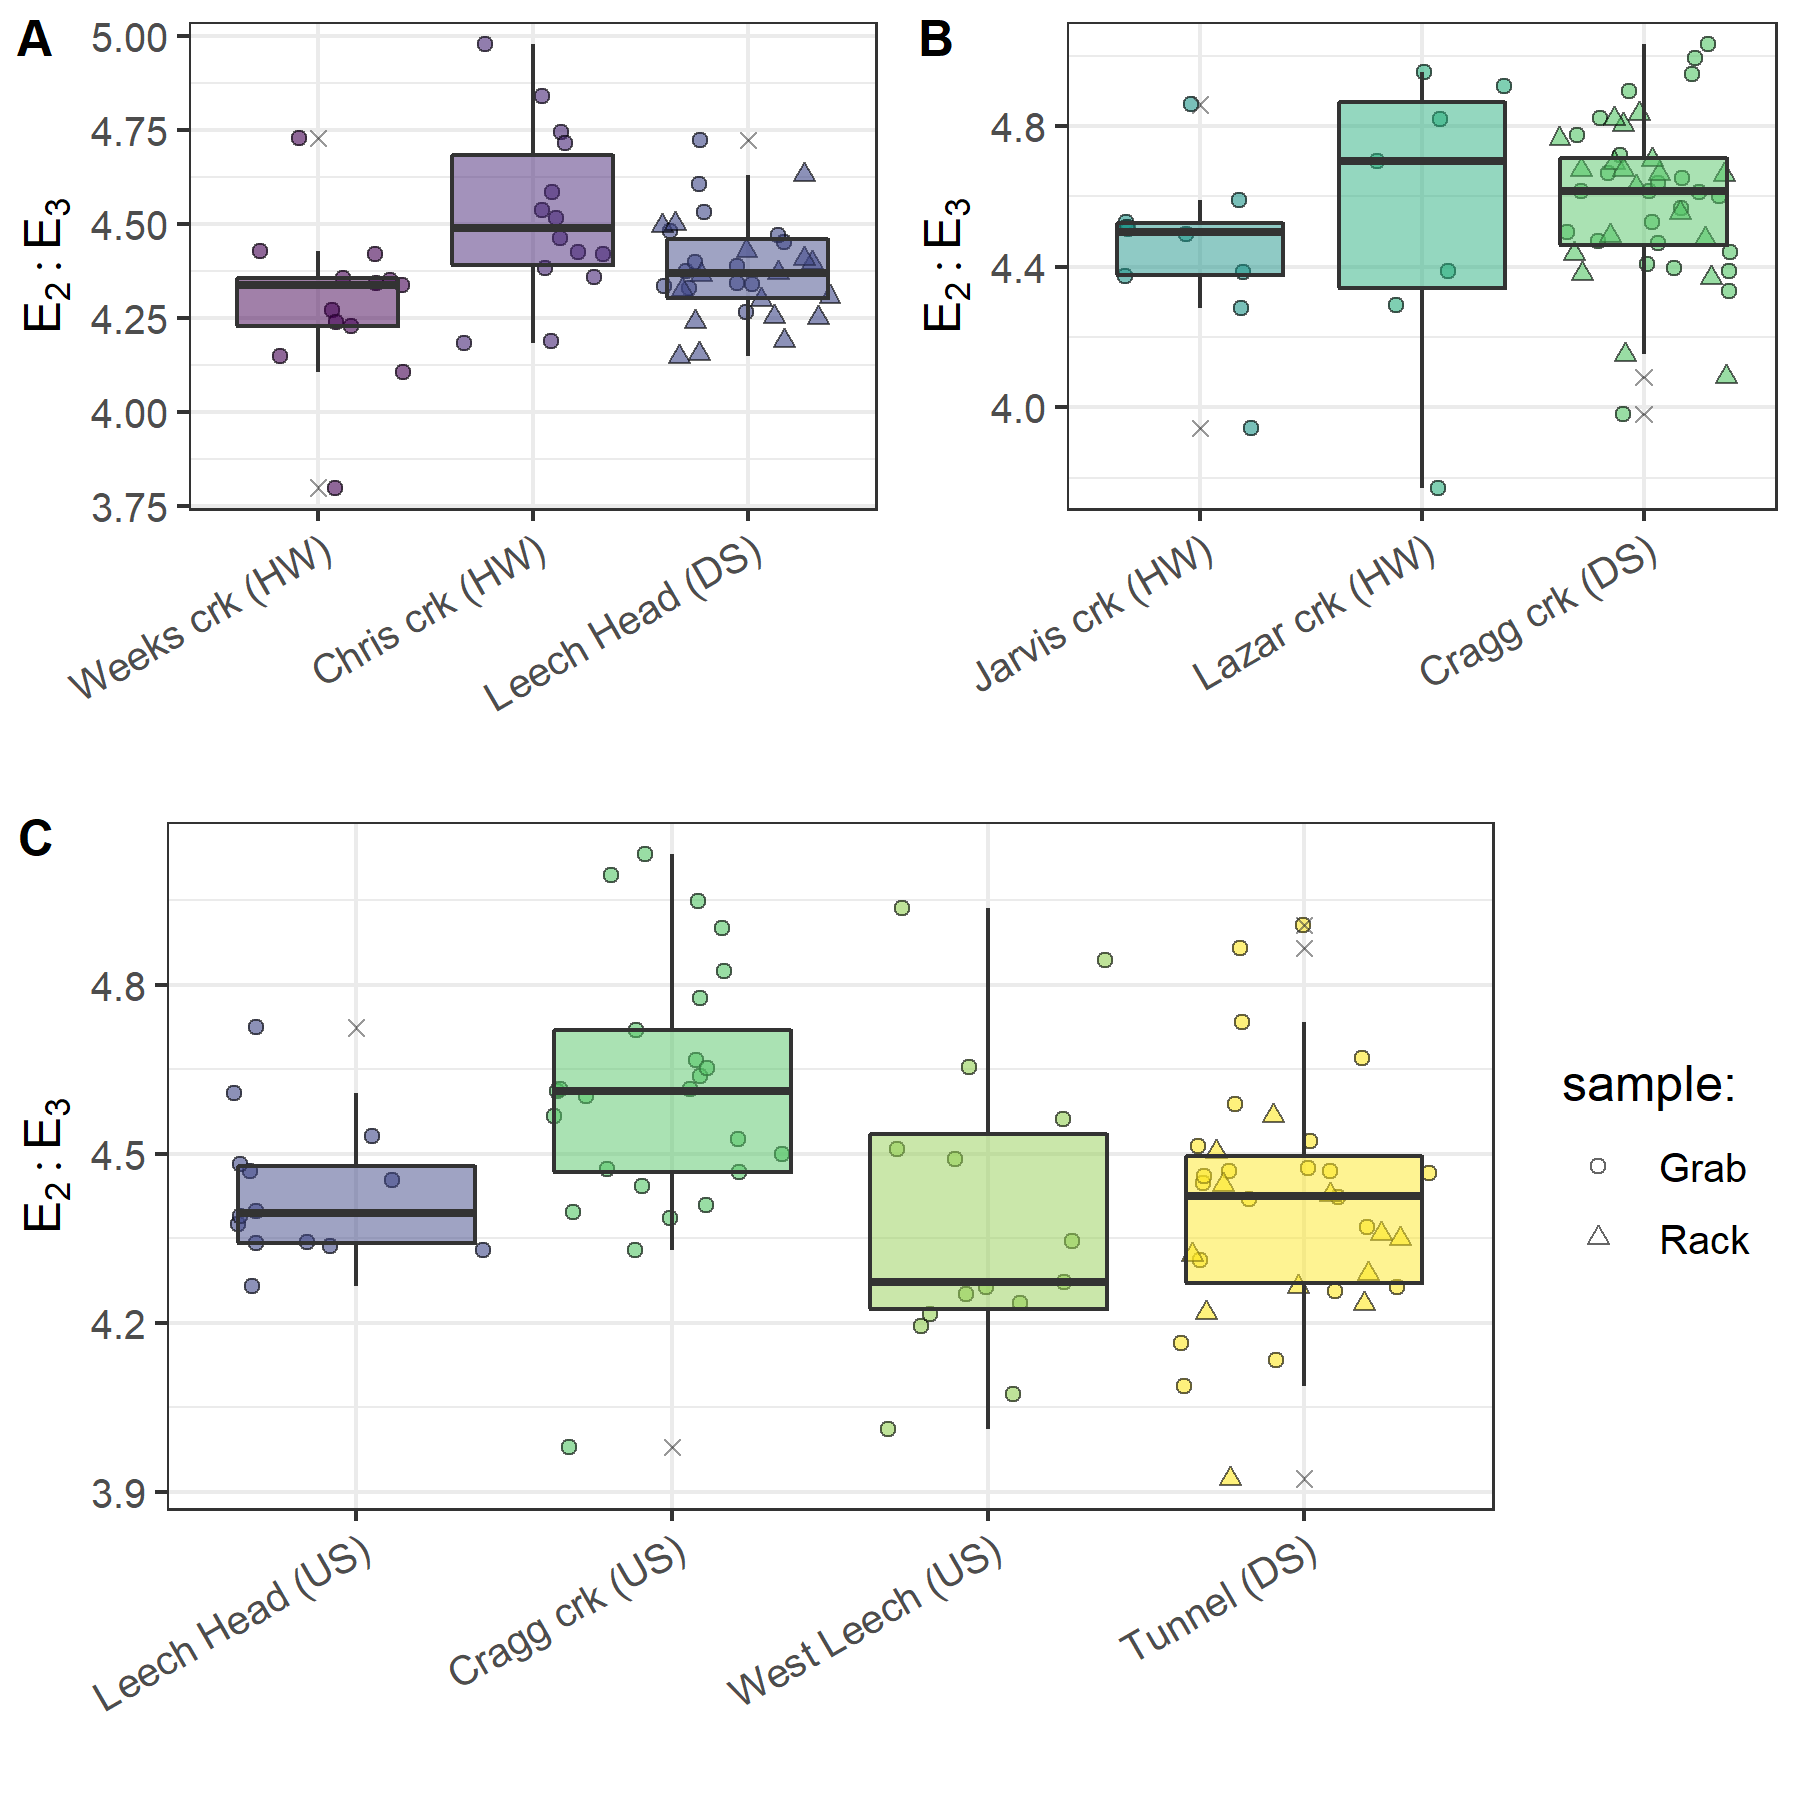 A
E2 : E3
5.00
4.75
4.50
4.25
4.00
3.75
Weeks crk (HW)
Chris crk (HW)
Leech Head (DS)
B
E2 : E3
4.8
4.4
4.0
Jarvis crk (HW)
Lazar crk (HW)
Cragg crk (DS)
C
E2 : E3
4.8
4.5
4.2
3.9
Leech Head (US)
Cragg crk (US)
West Leech (US)
Tunnel (DS)
sample:
Grab
Rack